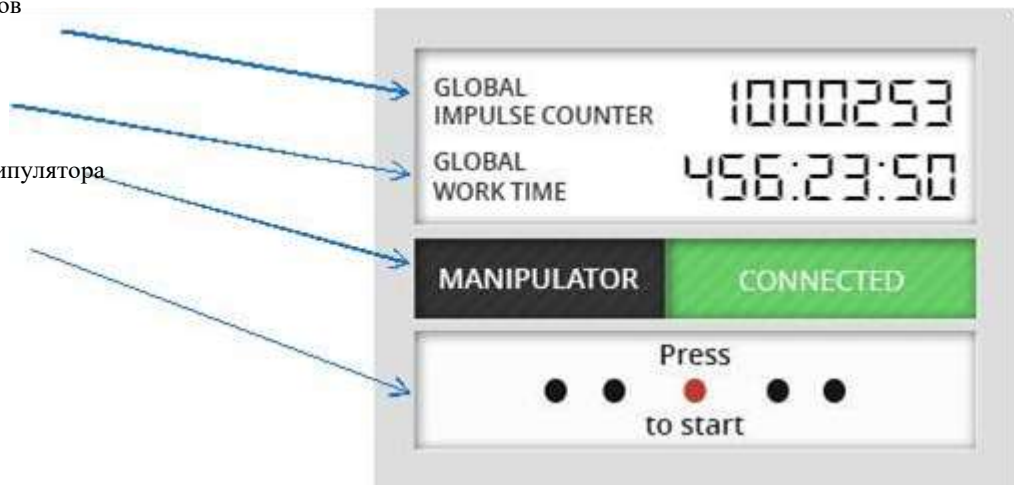 ов
GLOBAL
IMPULSE COUNTER
1000253
GLOBAL
WORK TIME
456:23:50
ипулятора
MANIPULATOR
CONNECTED
Press
to start